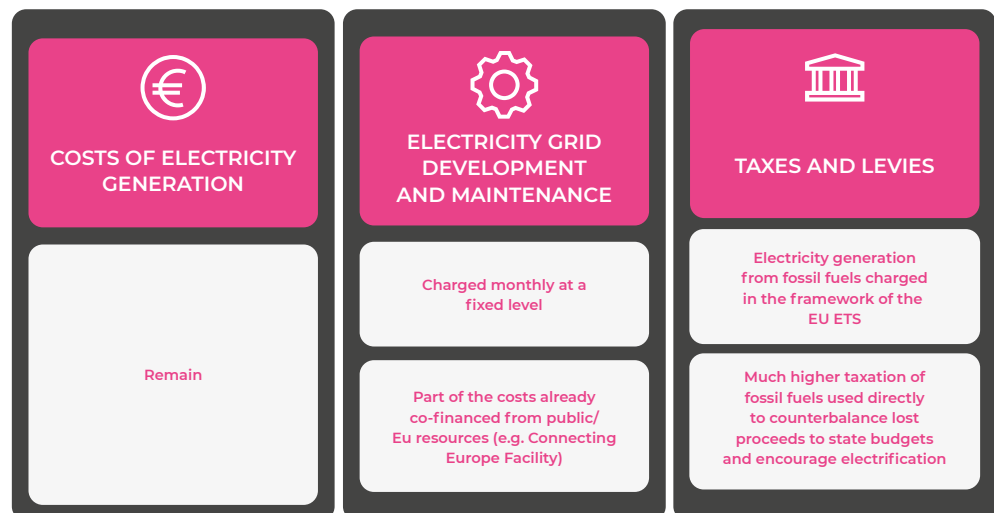 COSTS OF ELECTRICITY
GENERATION
Remain
ELECTRICITY GRID
DEVELOPMENT
AND MAINTENANCE
Charged monthly at a
fixed level
Part of the costs already
co-financed from public/
Eu resources (e.g. Connecting
Europe Facility)
TAXES AND LEVIES
Electricity generation
from fossil fuels charged
in the framework of the
EU ETS
Much higher taxation of
fossil fuels used directly
to counterbalance lost
proceeds to state budgets
and encourage electrification